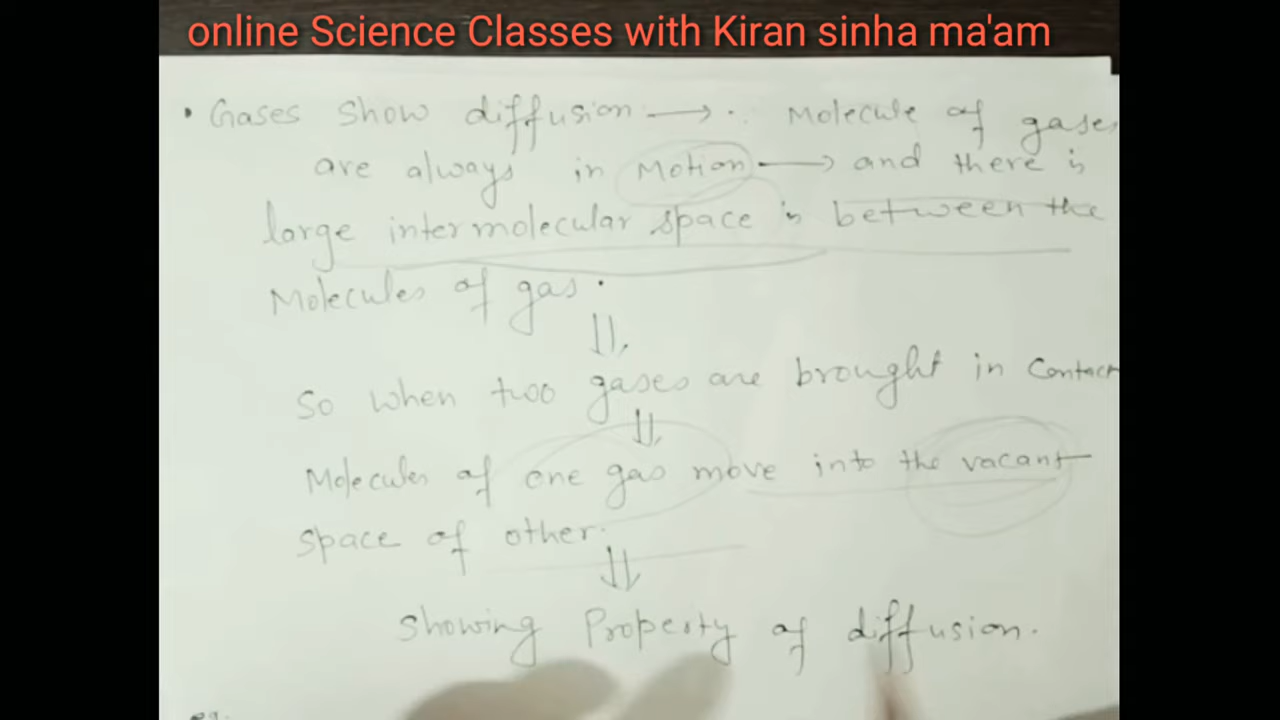 online Science Classes with Kiran sinha ma'am
• Gases show diffusion → ∵ Molecule of gases
are always in Motion → and there is
large intermolecular space is between the
Molecules of gas.
⇓
So when two gases are brought in contact
⇓
Molecules of one gas move into the vacant
space of other.
⇓
showing Property of diffusion.